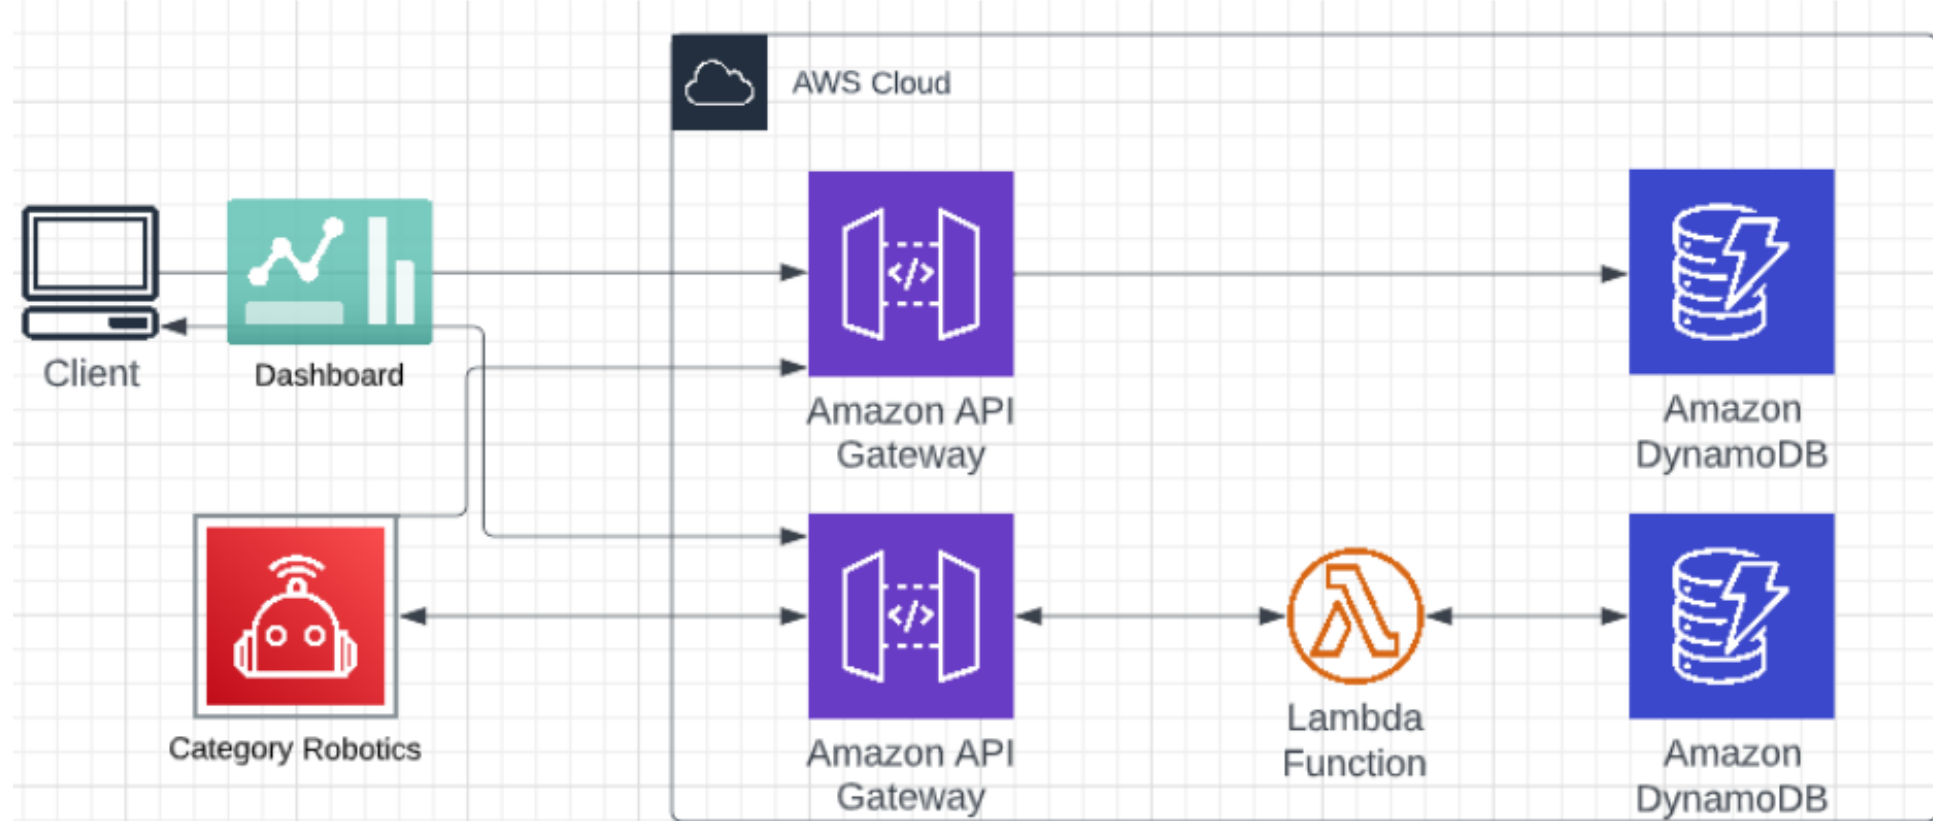 AWS Cloud
Client
Dashboard
</>
Amazon API
Gateway
Amazon
DynamoDB
Category Robotics
</>
Amazon API
Gateway
Lambda
Function
Amazon
DynamoDB